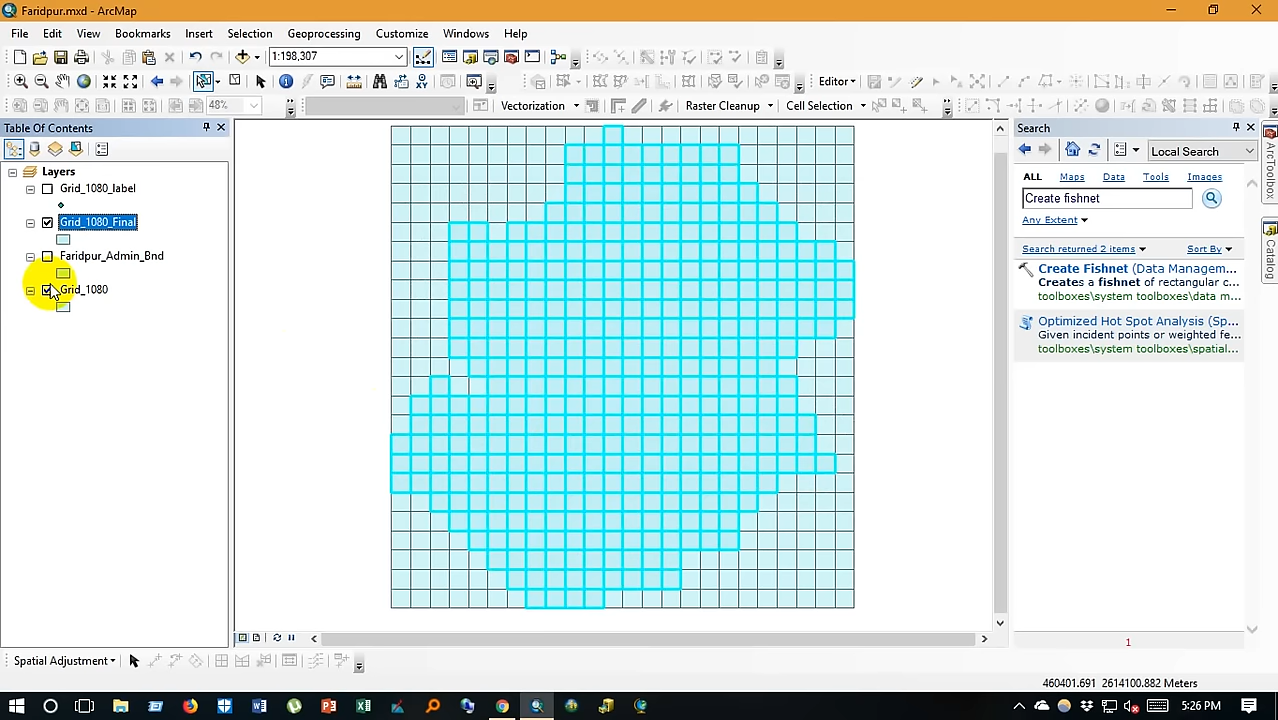 Faridpur.mxd - ArcMap
File Edit View Bookmarks Insert Selection Geoprocessing Customize Windows Help
1:198,307
Editor
48% Vectorization Raster Cleanup Cell Selection
Table Of Contents
Layers
Grid_1080_label
Grid_1080_Final
Faridpur_Admin_Bnd
Grid_1080
Search
Local Search
ALL Maps Data Tools Images
Create fishnet
Any Extent
Search returned 2 items Sort By
Create Fishnet (Data Managem...
Creates a fishnet of rectangular c...
toolboxes\system toolboxes\data m...
Optimized Hot Spot Analysis (Sp...
Given incident points or weighted fe...
toolboxes\system toolboxes\spatial...
1
ArcToolbox
Catalog
Spatial Adjustment
460401.691 2614100.882 Meters
5:26 PM